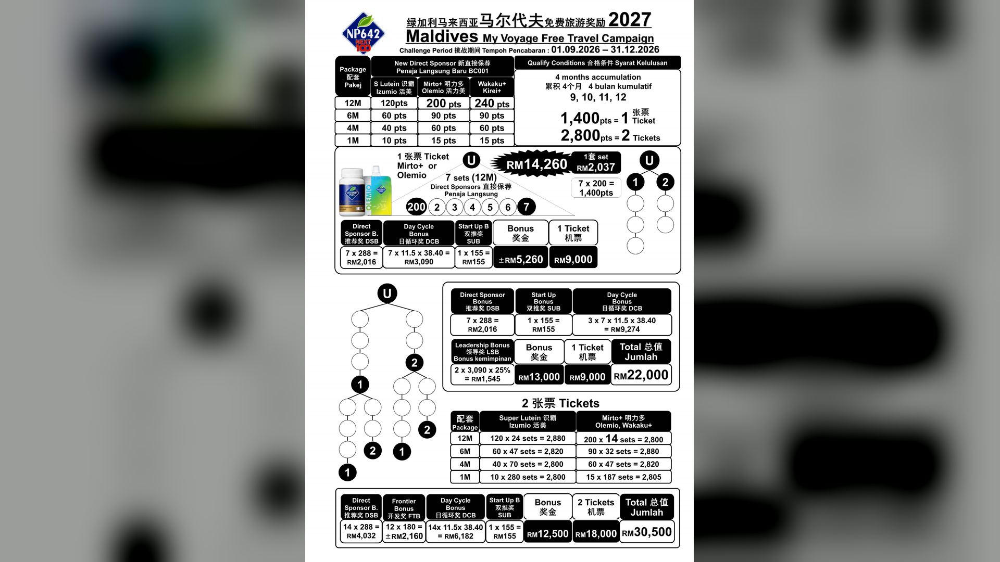 NP642
NEXT
100
绿加利马来西亚马尔代夫免费旅游奖励 2027
Maldives My Voyage Free Travel Campaign
Challenge Period 挑战期间 Tempoh Pencabaran : 01.09.2026 – 31.12.2026
Package
配套
Pakej
New Direct Sponsor 新直接保荐
Penaja Langsung Baru BC001
S Lutein 识霸
Izumio 活美
Mirto+ 明力多
Olemio 活力美
Wakaku+
Kirei+
12M 120pts 200 pts 240 pts
6M 60 pts 90 pts 90 pts
4M 40 pts 60 pts 60 pts
1M 10 pts 15 pts 15 pts
Qualify Conditions 合格条件 Syarat Kelulusan
4 months accumulation
累积 4个月 4 bulan kumulatif
9, 10, 11, 12
1,400pts = 1 张票 Ticket
2,800pts = 2 Tickets
1 张票 Ticket
Mirto+ or
Olemio
NATURALLY
PLUS
OLEMIO
U
7 sets (12M)
Direct Sponsors 直接保荐
Penaja Langsung
200 2 3 4 5 6 7
RM14,260
1套 set
RM2,037
7 x 200 =
1,400pts
U
1 2
Direct
Sponsor B.
推荐奖 DSB
Day Cycle
Bonus
日循环奖 DCB
Start Up B
双推奖
SUB
Bonus
奖金
1 Ticket
机票
7 x 288 =
RM2,016
7 x 11.5 x 38.40 =
RM3,090
1 x 155 =
RM155
±RM5,260
RM9,000
U
2
1
2
1
2
1
Direct Sponsor
Bonus
推荐奖 DSB
Start Up
Bonus
双推奖 SUB
Day Cycle
Bonus
日循环奖 DCB
7 x 288 =
RM2,016
1 x 155 =
RM155
3 x 7 x 11.5 x 38.40
= RM9,274
Leadership Bonus
领导奖 LSB
Bonus kemimpinan
Bonus
奖金
1 Ticket
机票
Total 总值
Jumlah
2 x 3,090 x 25%
= RM1,545
RM13,000
RM9,000
RM22,000
2 张票 Tickets
配套
Package
Super Lutein 识霸
Izumio 活美
Mirto+ 明力多
Olemio, Wakaku+
12M 120 x 24 sets = 2,880 200 x 14 sets = 2,800
6M 60 x 47 sets = 2,820 90 x 32 sets = 2,880
4M 40 x 70 sets = 2,800 60 x 47 sets = 2,820
1M 10 x 280 sets = 2,800 15 x 187 sets = 2,805
Direct
Sponsor B.
推荐奖 DSB
Frontier
Bonus
开发奖 FTB
Day Cycle
Bonus
日循环奖 DCB
Start Up B
双推奖
SUB
Bonus
奖金
2 Tickets
机票
Total 总值
Jumlah
14 x 288 =
RM4,032
12 x 180 =
±RM2,160
14x 11.5x 38.40
= RM6,182
1 x 155 =
RM155
RM12,500
RM18,000
RM30,500